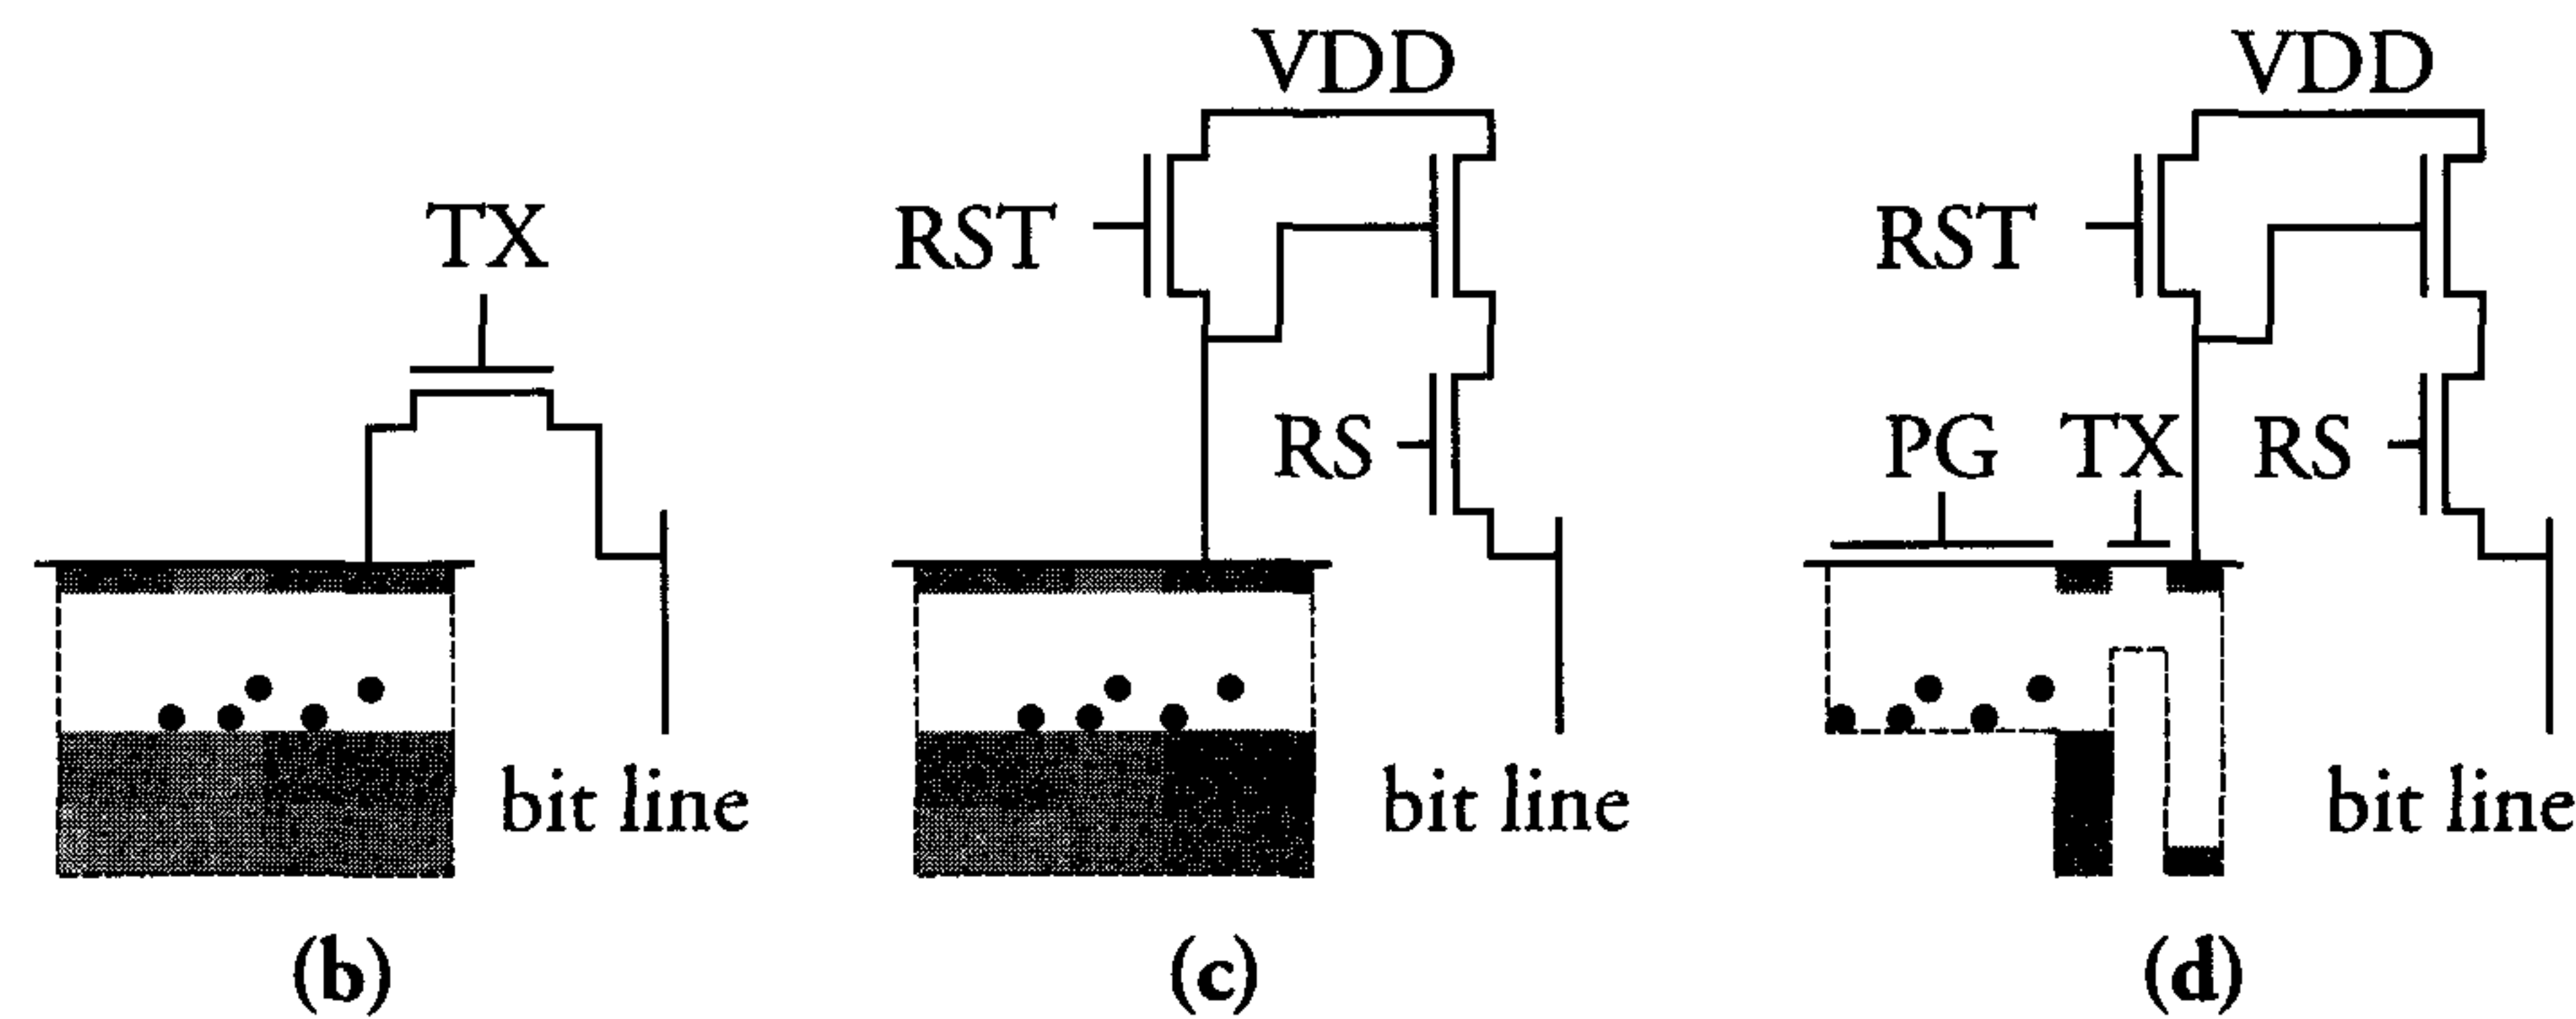 VDD
VDD
TX
RST
RST
RS
PG
TX
RS
bit line
bit line
bit line
(b)
(c)
(d)